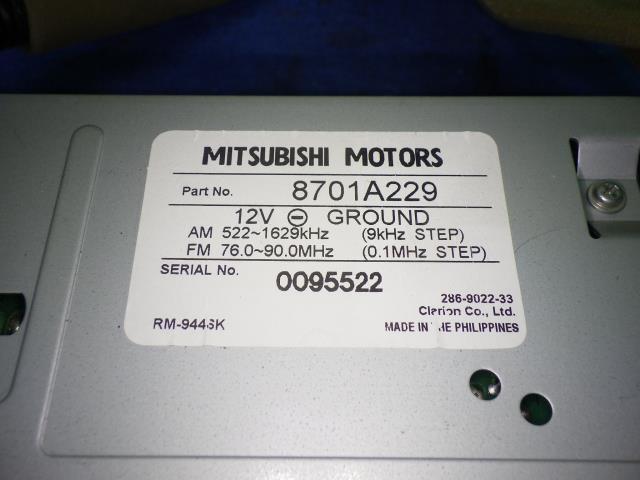 MITSUBISHI MOTORS
Part No. 8701A229
12V ⊖ GROUND
AM 522~1629kHz (9kHz STEP)
FM 76.0~90.0MHz (0.1MHz STEP)
SERIAL No. 0095522
286-9022-33
Clarion Co., Ltd.
RM-9446K MADE IN THE PHILIPPINES